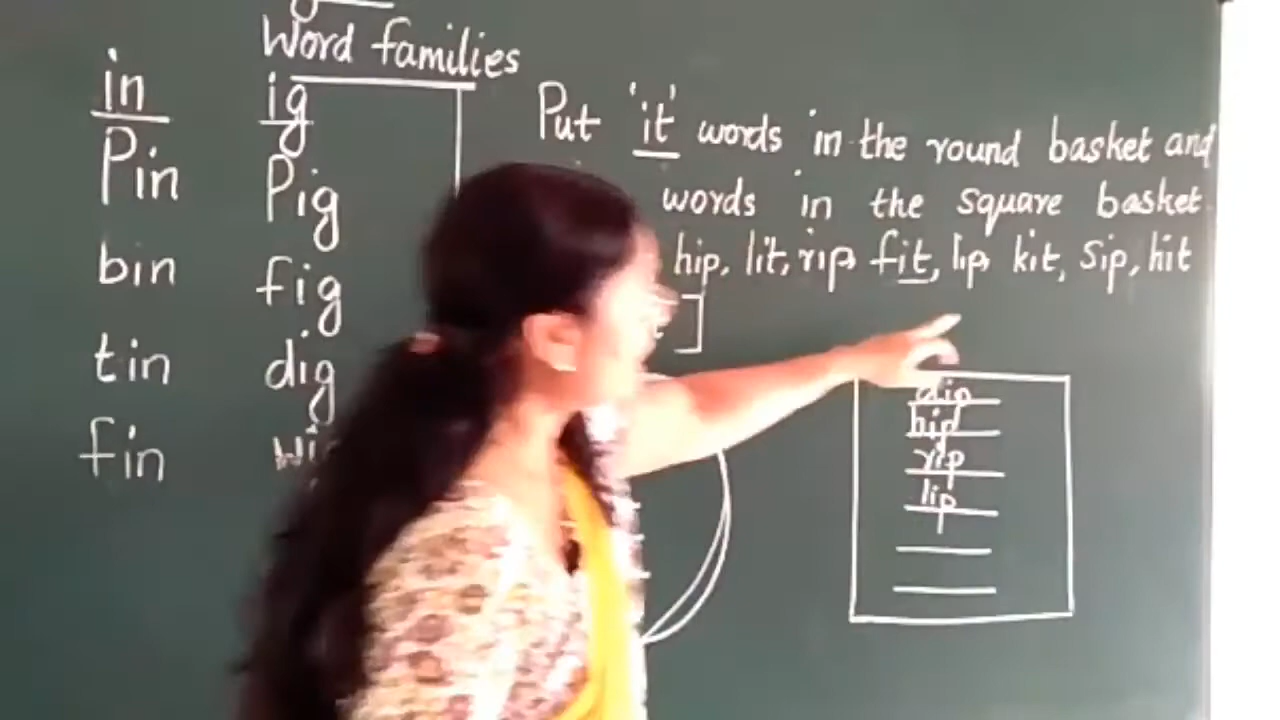 Word families
in ig
Pin Pig
bin fig
tin dig
fin
Put 'it' words in the round basket and
words in the square basket.
hip, lit, rip, fit, lip, kit, Sip, hit
dip
hip
rip
lip